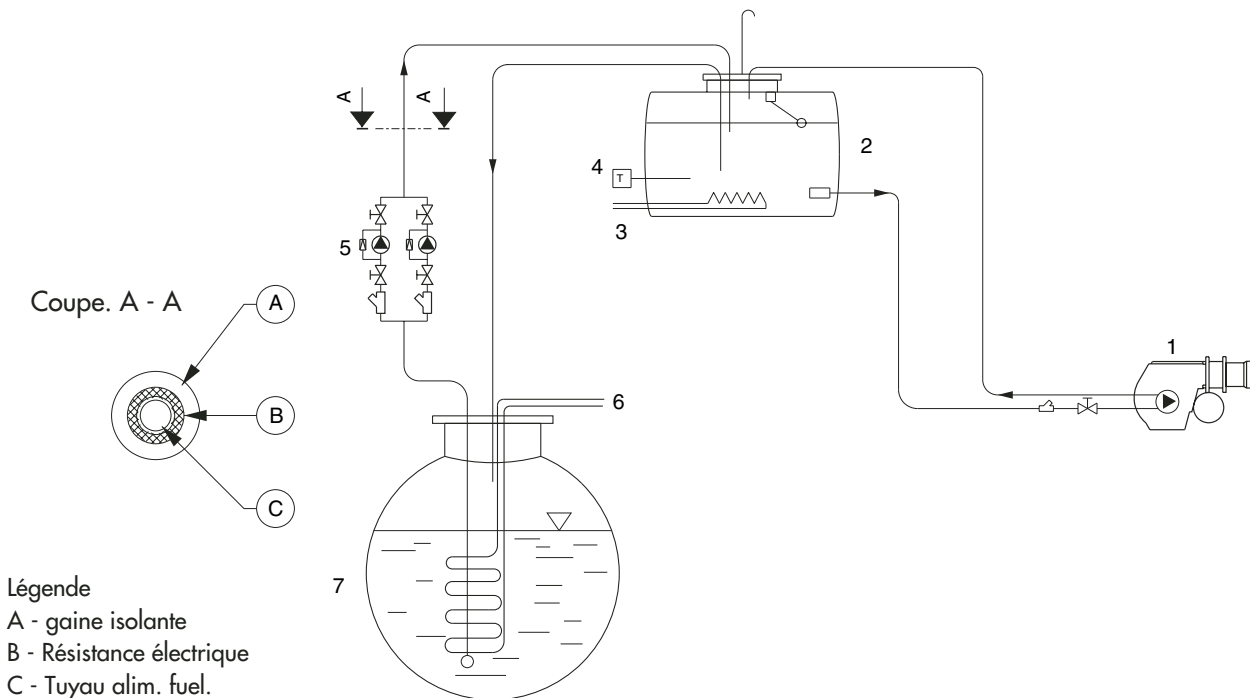 A
A
2
4
T
3
5
Coupe. A - A
A
1
B
6
C
7
Légende
A - gaine isolante
B - Résistance électrique
C - Tuyau alim. fuel.